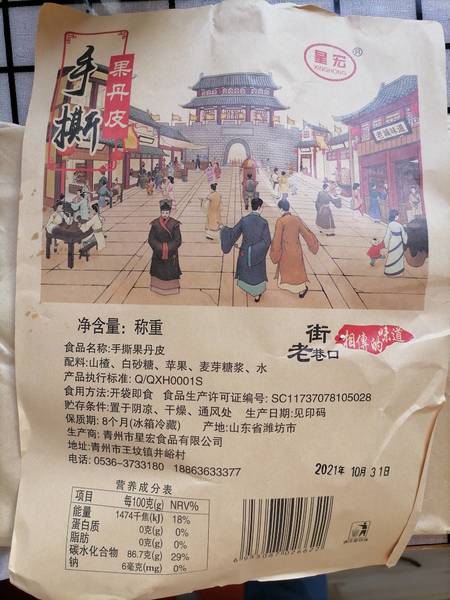 手撕
果丹皮
星宏
XINGHONG
老城味道
净含量：称重
街
老巷口
相傳的味道
食品名称:手撕果丹皮
配料:山楂、白砂糖、苹果、麦芽糖浆、水
产品执行标准: Q/QXH0001S
食用方法:开袋即食 食品生产许可证编号: SC11737078105028
贮存条件:置于阴凉、干燥、通风处 生产日期:见印码
保质期:8个月(冰箱冷藏) 产地:山东省潍坊市
生产商: 青州市星宏食品有限公司
地址:青州市王坟镇井峪村
电话: 0536-3733180 18863633377
2021年 10月 31日
营养成分表
项目 每100克(g) NRV%
能量 1474千焦(kJ) 18%
蛋白质 0克(g) 0%
脂肪 0克(g) 0%
碳水化合物 86.7克(g) 29%
钠 6毫克(mg) 0%